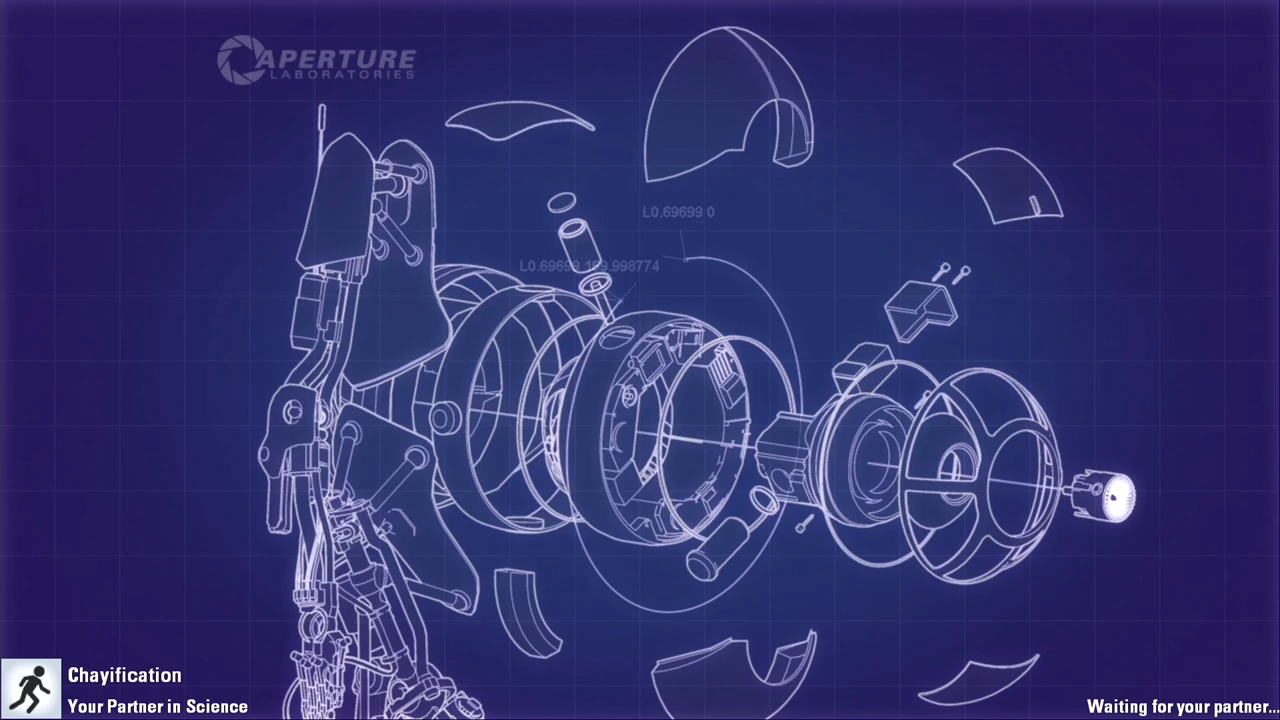 APERTURE
LABORATORIES
L0.69699 0
Chayification
Your Partner in Science
Waiting for your partner...